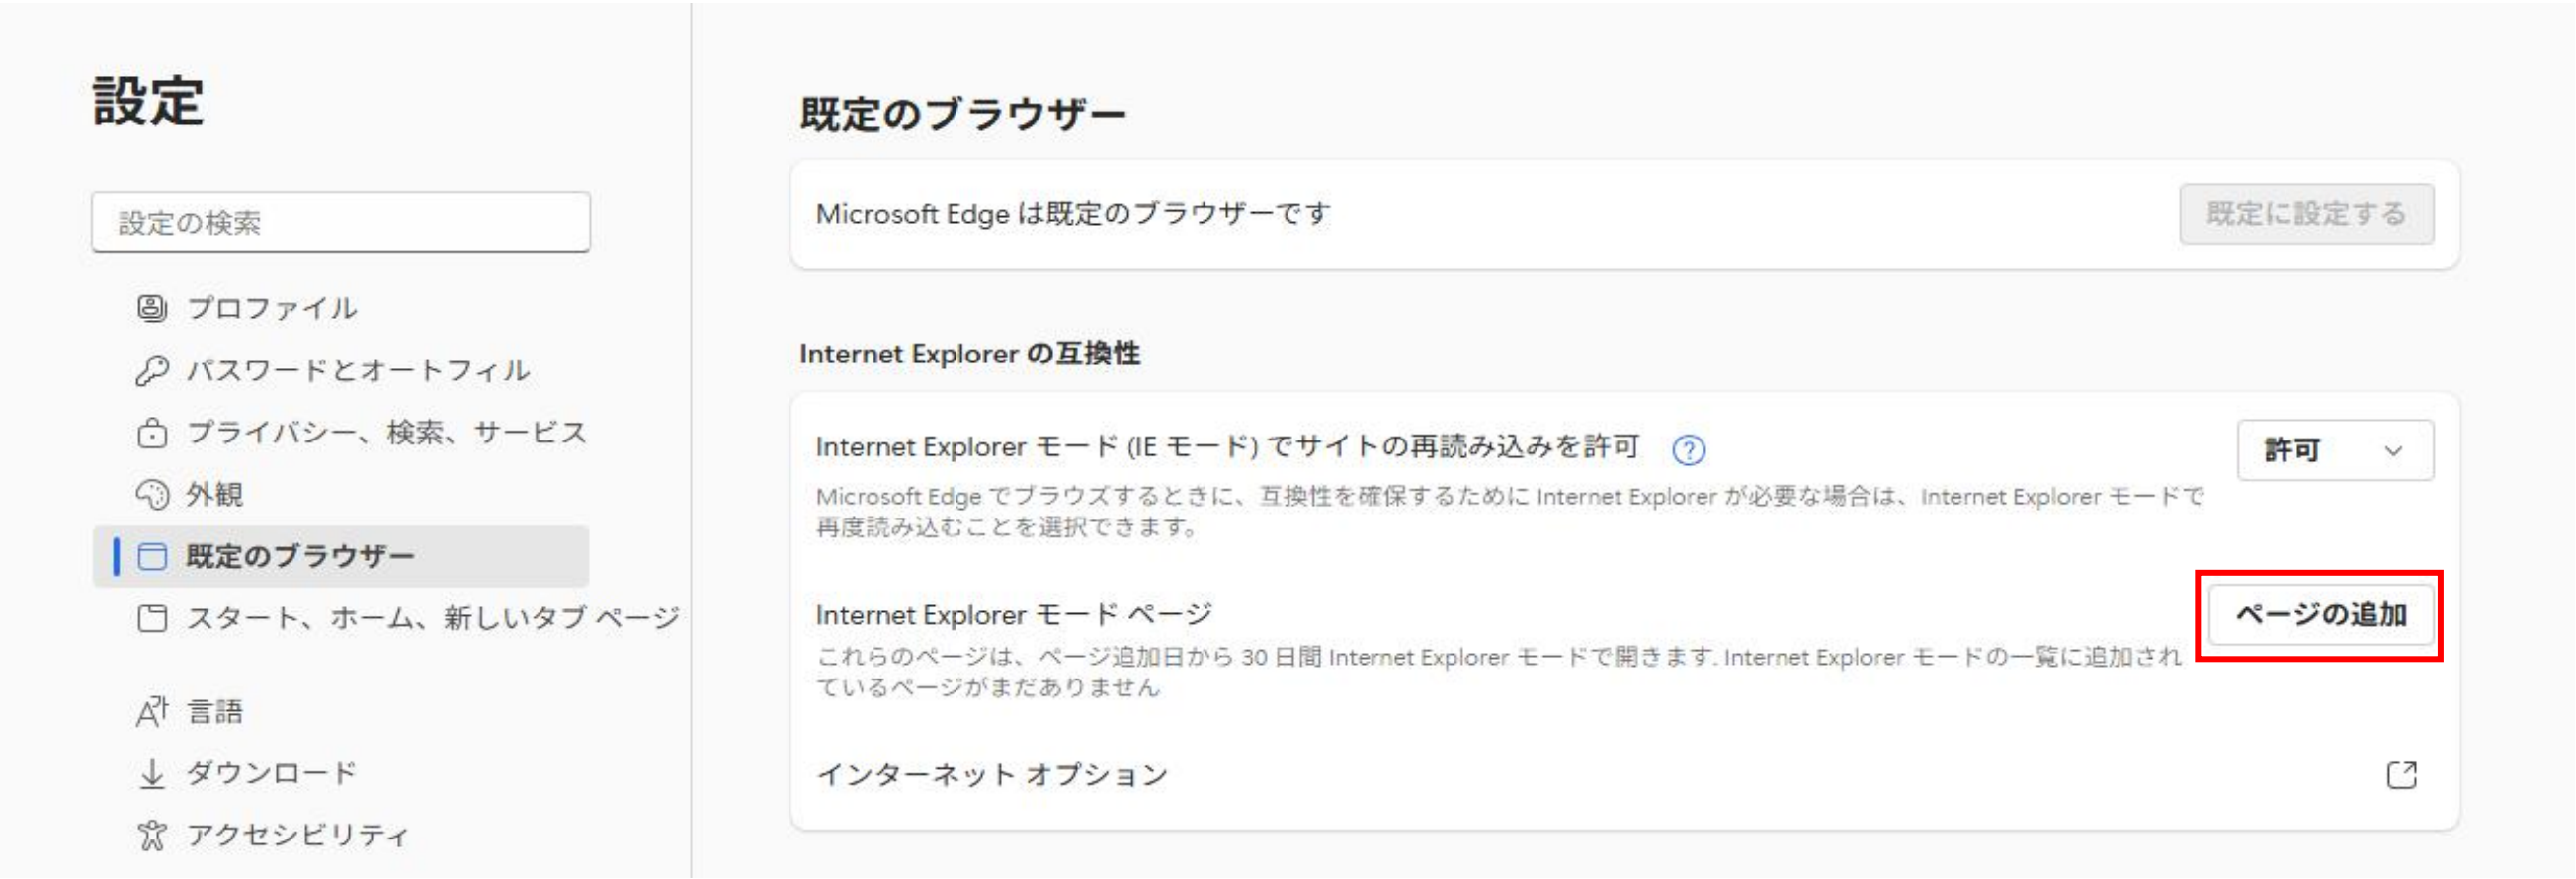 設定
設定の検索
プロファイル
パスワードとオートフィル
プライバシー、検索、サービス
外観
既定のブラウザー
スタート、ホーム、新しいタブ ページ
言語
ダウンロード
アクセシビリティ
既定のブラウザー
Microsoft Edge は既定のブラウザーです
既定に設定する
Internet Explorer の互換性
Internet Explorer モード (IE モード) でサイトの再読み込みを許可
許可
Microsoft Edge でブラウズするときに、互換性を確保するために Internet Explorer が必要な場合は、Internet Explorer モードで
再度読み込むことを選択できます。
Internet Explorer モード ページ
ページの追加
これらのページは、ページ追加日から 30 日間 Internet Explorer モードで開きます. Internet Explorer モードの一覧に追加され
ているページがまだありません
インターネット オプション